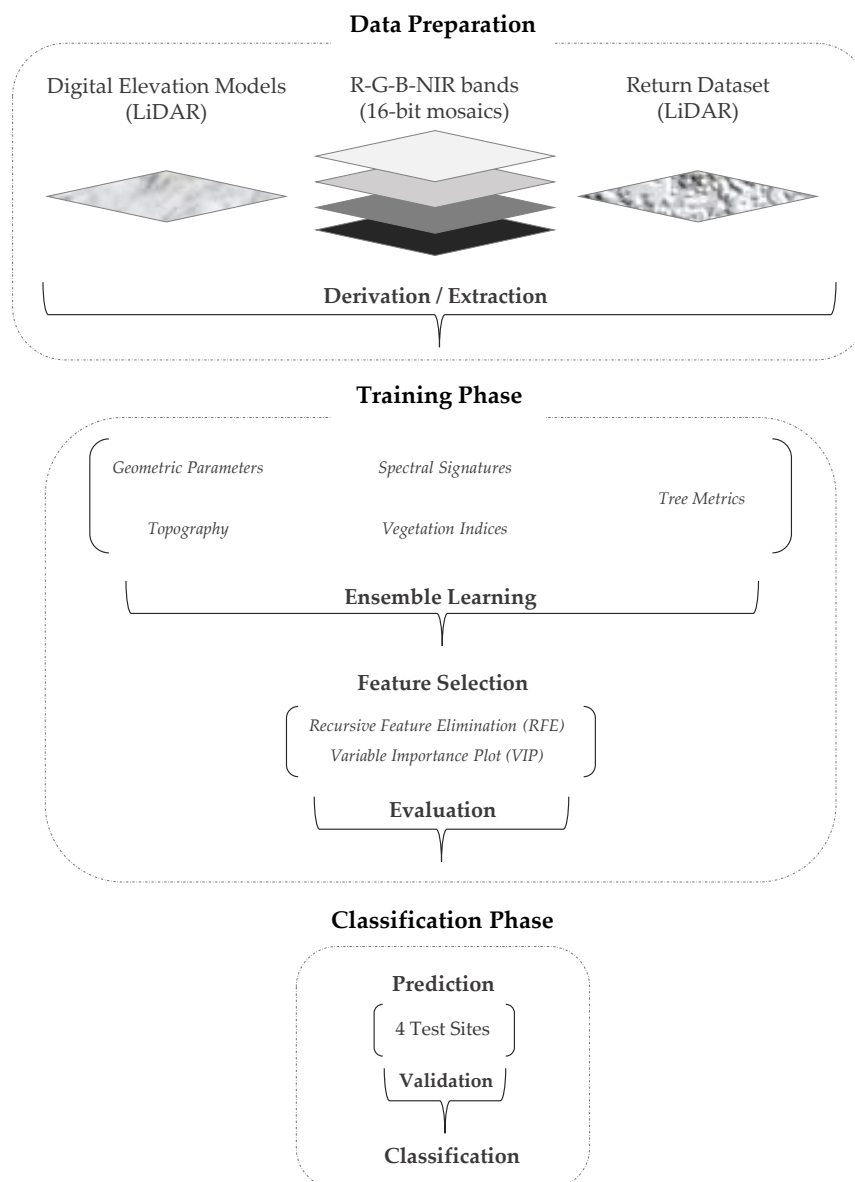 Data Preparation
Digital Elevation Models
(LiDAR)
R-G-B-NIR bands
(16-bit mosaics)
Return Dataset
(LiDAR)
Derivation / Extraction
Training Phase
Geometric Parameters
Spectral Signatures
Tree Metrics
Topography
Vegetation Indices
Ensemble Learning
Feature Selection
Recursive Feature Elimination (RFE)
Variable Importance Plot (VIP)
Evaluation
Classification Phase
Prediction
4 Test Sites
Validation
Classification